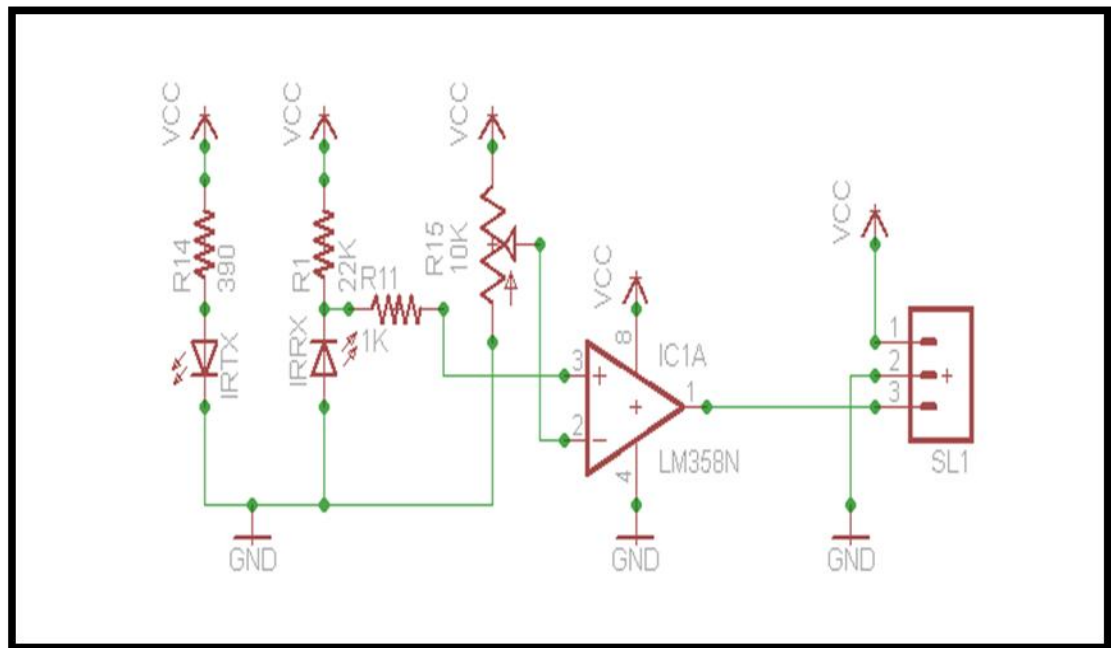 VCC
VCC
VCC
VCC
VCC
R14
390
R1
22K
R11
1K
R15
10K
IRTX
IRRX
8
IC1A
3
+
1
+
2
-
4
LM358N
1
2
+
3
SL1
GND
GND
GND